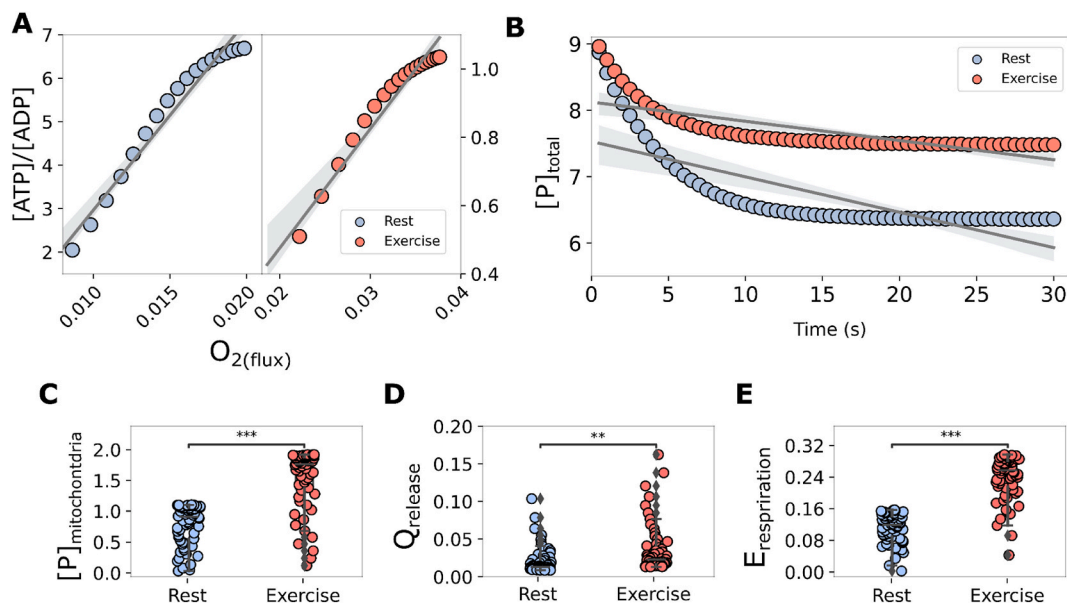 A
[ATP]/[ADP]
7
6
5
4
3
2
1.0
0.8
0.6
0.4
Rest
Exercise
0.010
0.015
0.020
0.02
0.03
0.04
O2(flux)
B
[P]total
9
8
7
6
Rest
Exercise
0
5
10
15
20
25
30
Time (s)
C
[P]mitochontdria
2.0
1.5
1.0
0.5
0.0
***
Rest
Exercise
D
Qrelease
0.20
0.15
0.10
0.05
0.00
**
Rest
Exercise
E
Erespriration
0.32
0.24
0.16
0.08
0.00
***
Rest
Exercise